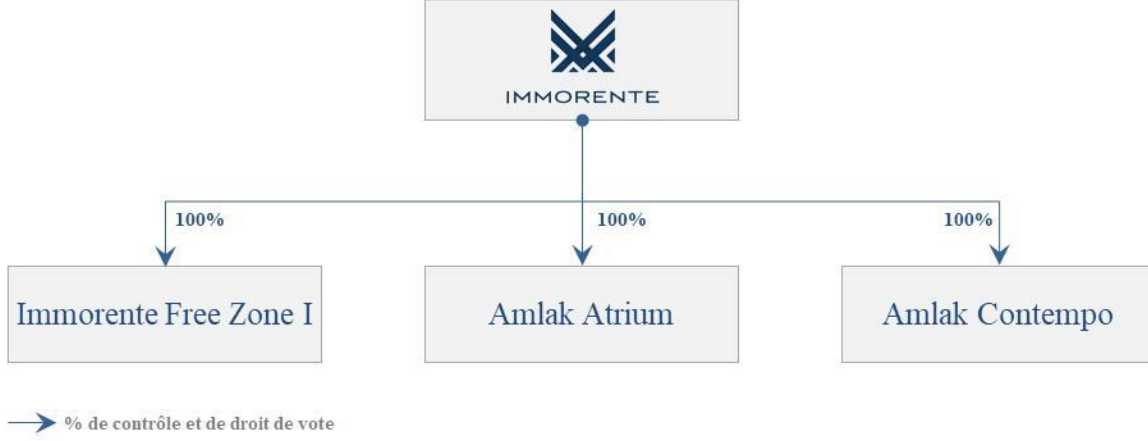 IMMORENTE
100%
100%
100%
Immorente Free Zone I
Amlak Atrium
Amlak Contempo
% de contrôle et de droit de vote